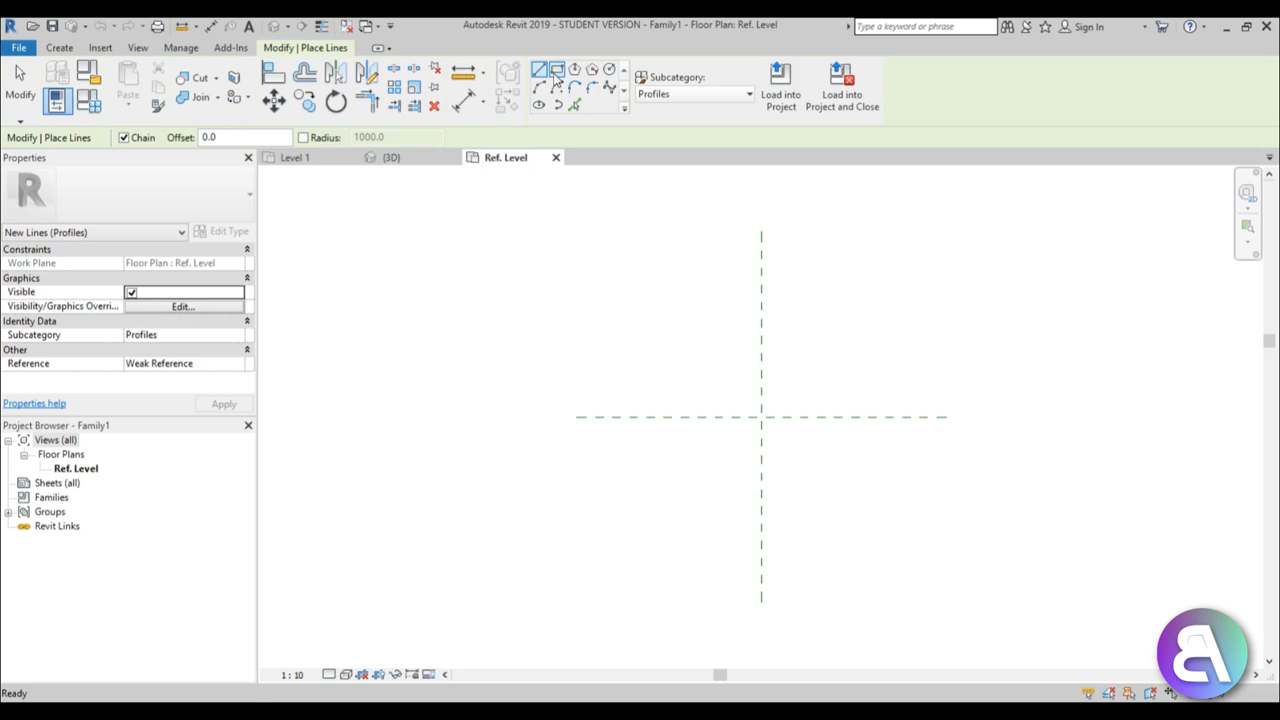 Autodesk Revit 2019 - STUDENT VERSION - Family1 - Floor Plan: Ref. Level
Type a keyword or phrase
Sign In
File Create Insert View Manage Add-Ins Modify | Place Lines
Modify
Paste
Cut
Join
Subcategory:
Profiles
Load into
Project
Load into
Project and Close
Modify | Place Lines Chain Offset: 0.0 Radius: 1000.0
Properties
Level 1 {3D} Ref. Level
R
New Lines (Profiles) Edit Type
Constraints
Work Plane Floor Plan : Ref. Level
Graphics
Visible
Visibility/Graphics Overri... Edit...
Identity Data
Subcategory Profiles
Other
Reference Weak Reference
Properties help Apply
Project Browser - Family1
Views (all)
Floor Plans
Ref. Level
Sheets (all)
Families
Groups
Revit Links
1 : 10
Ready